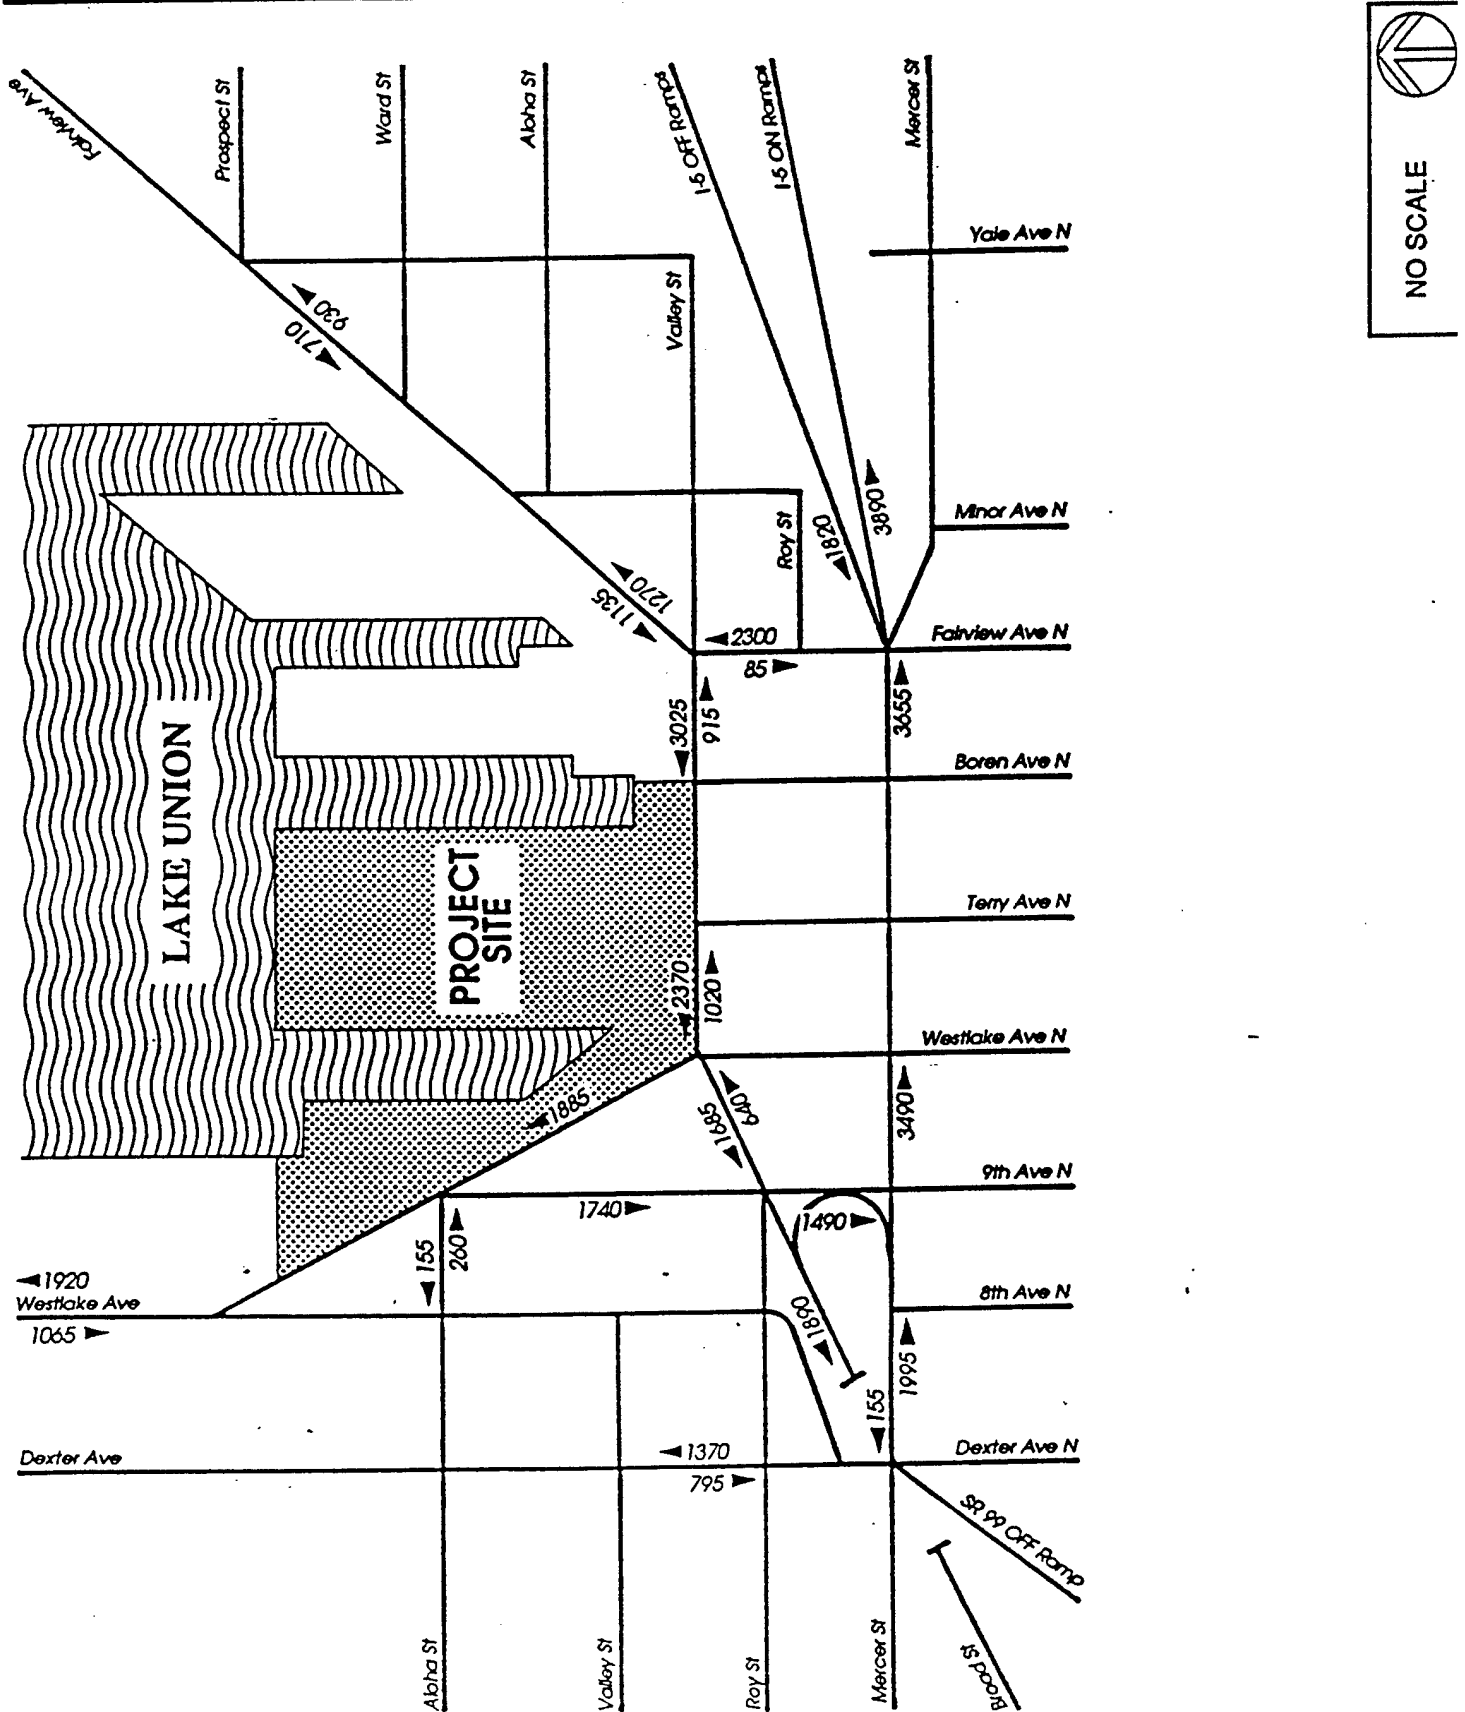 NO SCALE
Fairview Ave
Prospect St
Ward St
Aloha St
I-5 OFF Ramps
I-5 ON Ramps
Mercer St
Yale Ave N
Valley St
930
710
Minor Ave N
Roy St
1820
3890
1270
1135
2300
85
Fairview Ave N
3025
915
3655
Boren Ave N
LAKE UNION
PROJECT
SITE
Terry Ave N
2370
1020
Westlake Ave N
1885
1685
640
3490
9th Ave N
1740
1490
155
260
1920
Westlake Ave
1065
8th Ave N
1890
155
1995
Dexter Ave
1370
795
Dexter Ave N
SR 99 OFF Ramp
Aloha St
Valley St
Roy St
Mercer St
Broad St